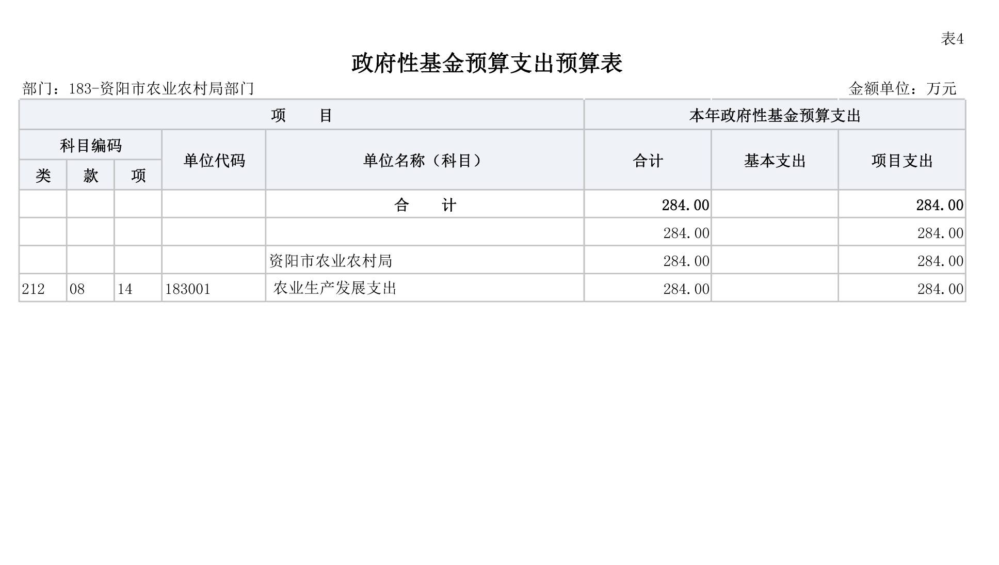 表4
政府性基金预算支出预算表
部门：183-资阳市农业农村局部门 金额单位：万元
项 目 本年政府性基金预算支出
科目编码 单位代码 单位名称（科目） 合计 基本支出 项目支出
类 款 项
合 计 284.00 284.00
284.00 284.00
资阳市农业农村局 284.00 284.00
212 08 14 183001 农业生产发展支出 284.00 284.00